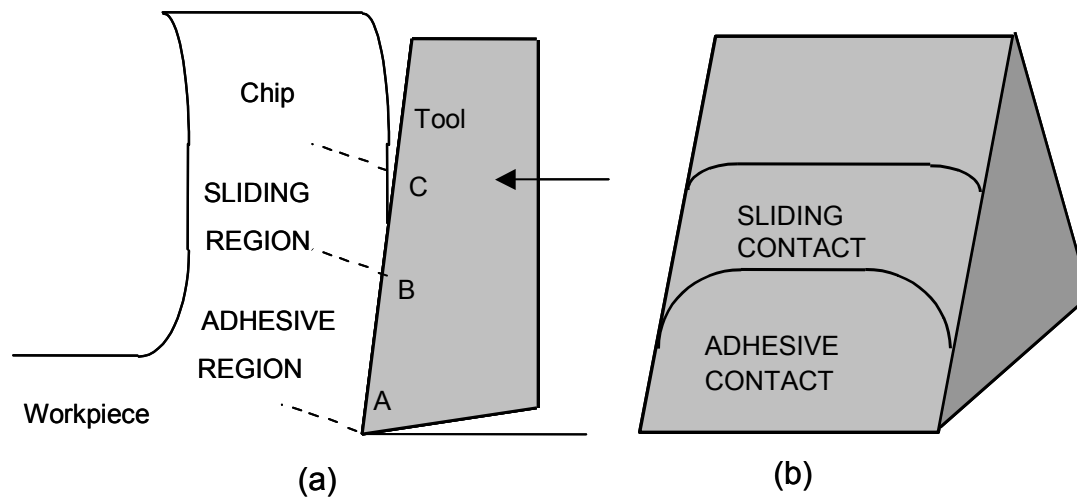 Chip
Tool
C
SLIDING
REGION
B
ADHESIVE
REGION
A
Workpiece
(a)
SLIDING
CONTACT
ADHESIVE
CONTACT
(b)